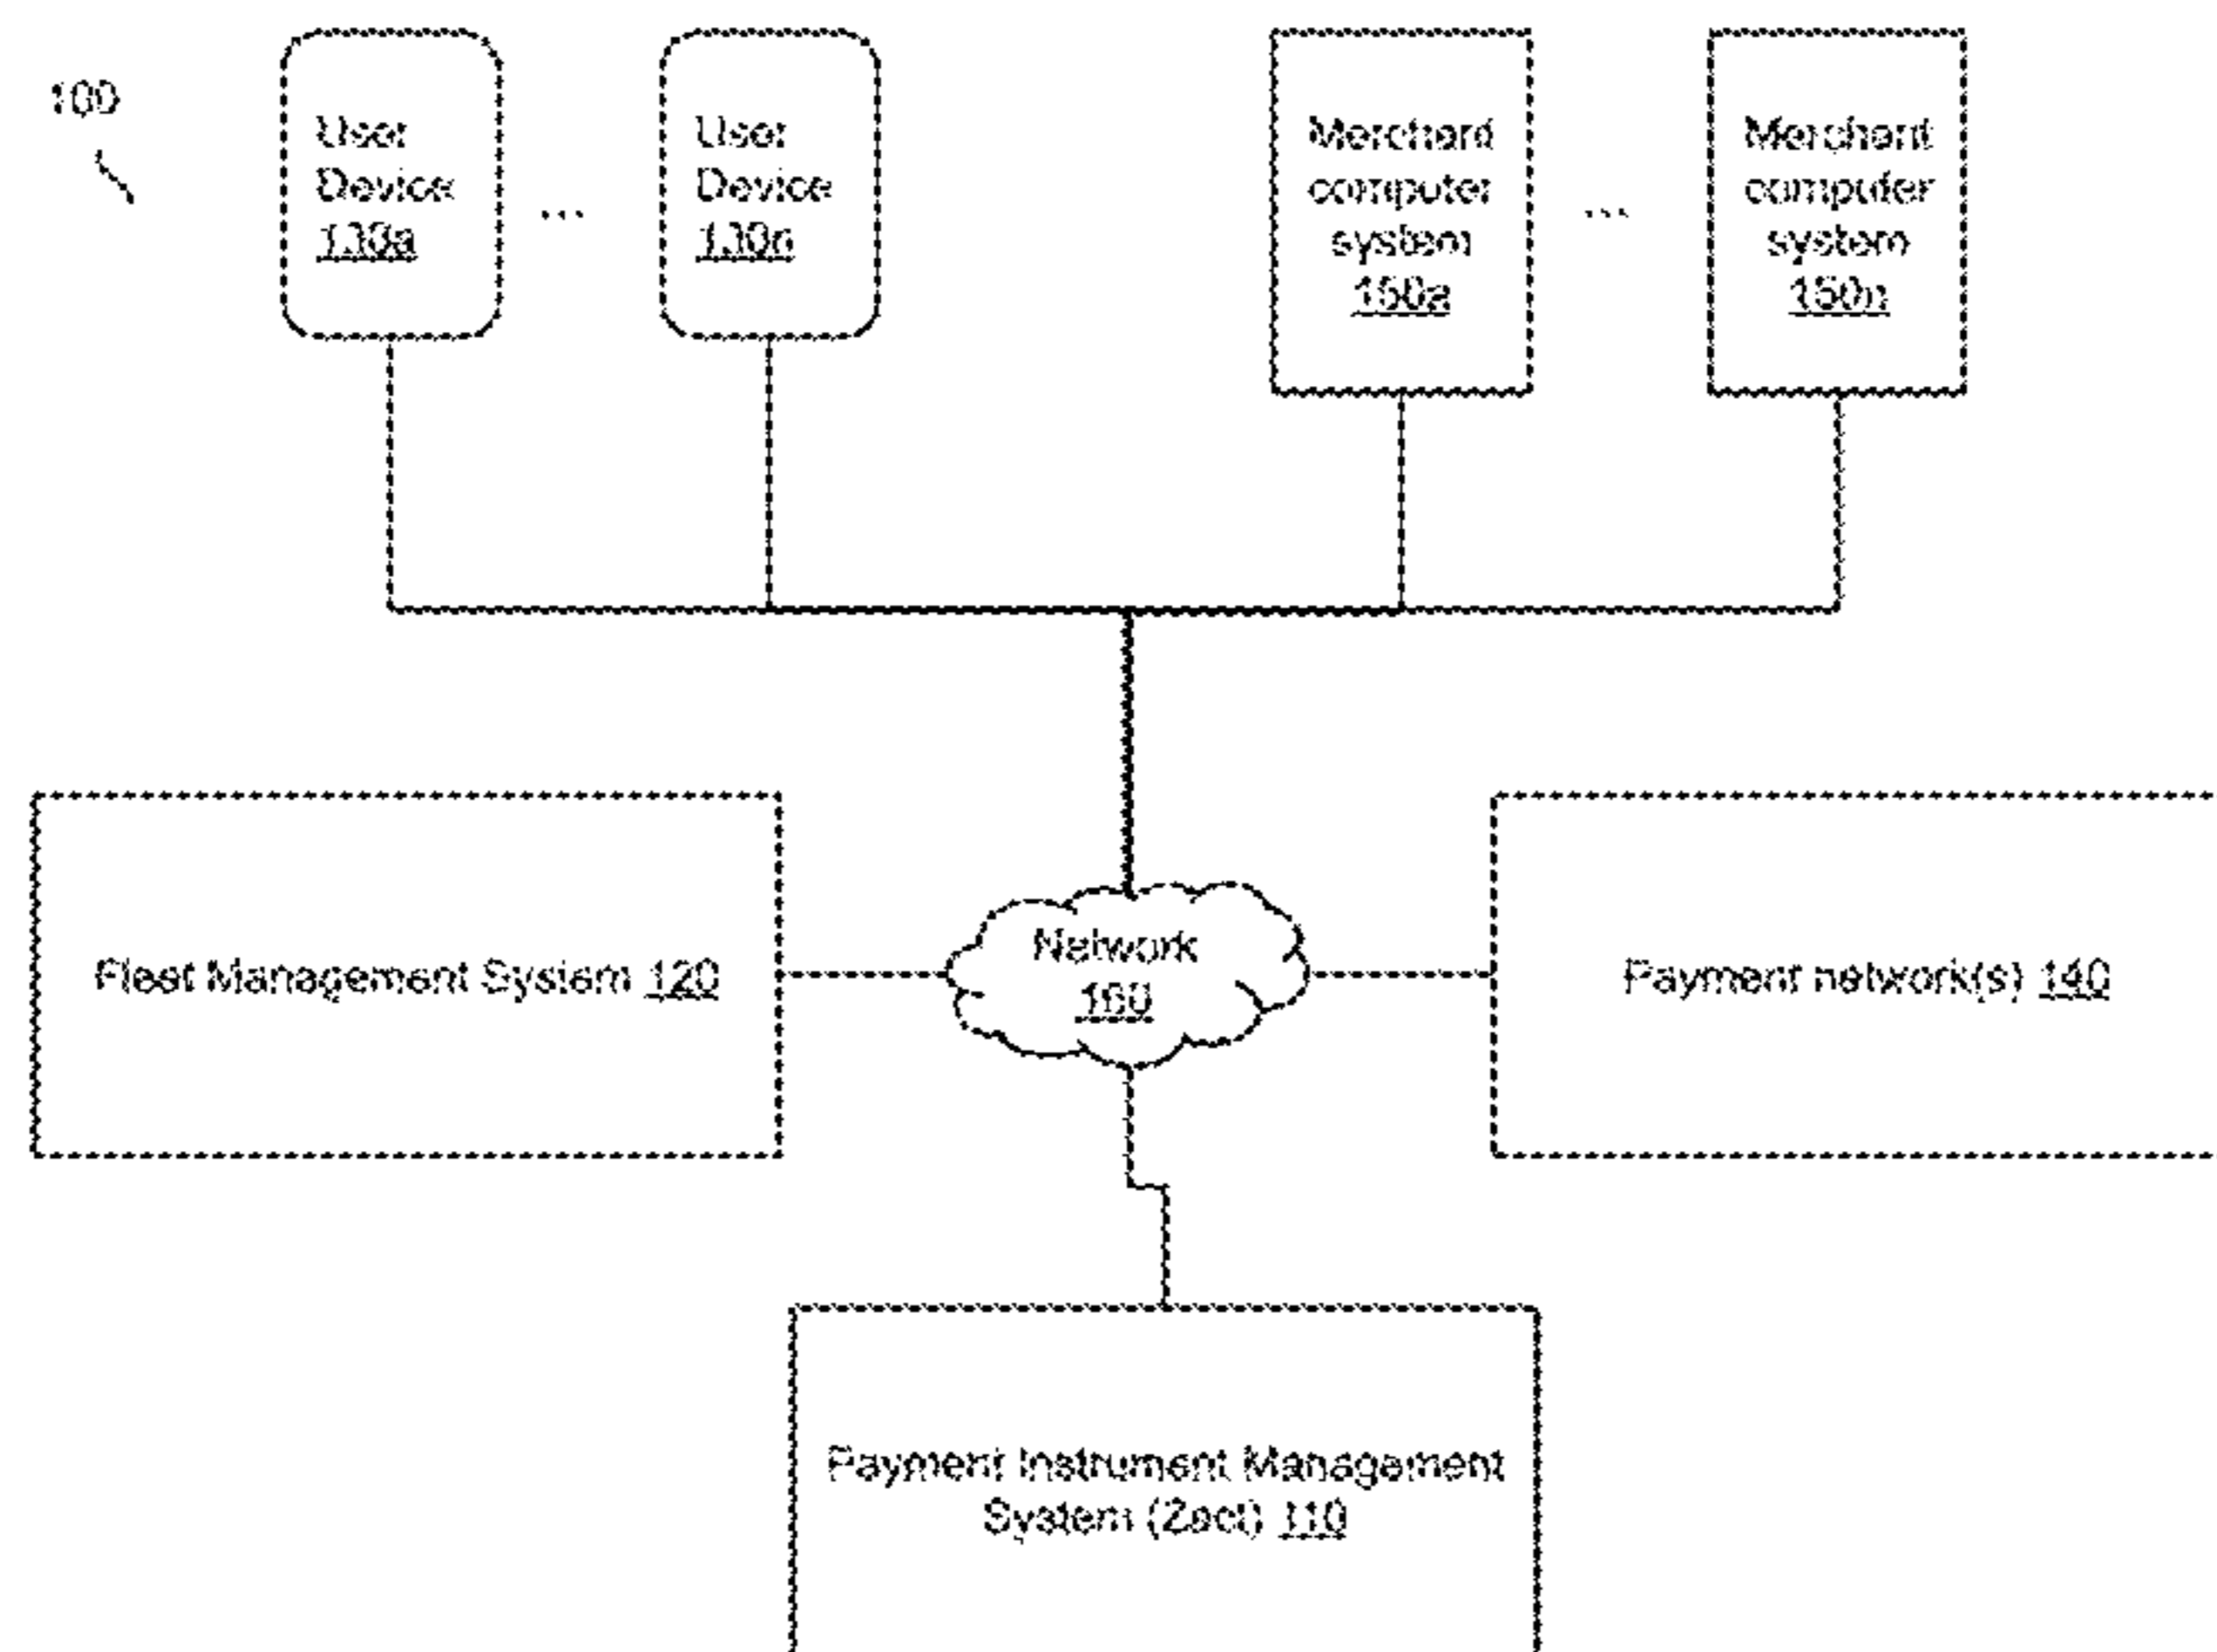 100
User
Device
130a
...
User
Device
130n
Merchant
computer
system
150a
...
Merchant
computer
system
150n
Fleet Management System 120
Network
160
Payment network(s) 140
Payment Instrument Management
System (Zact) 110